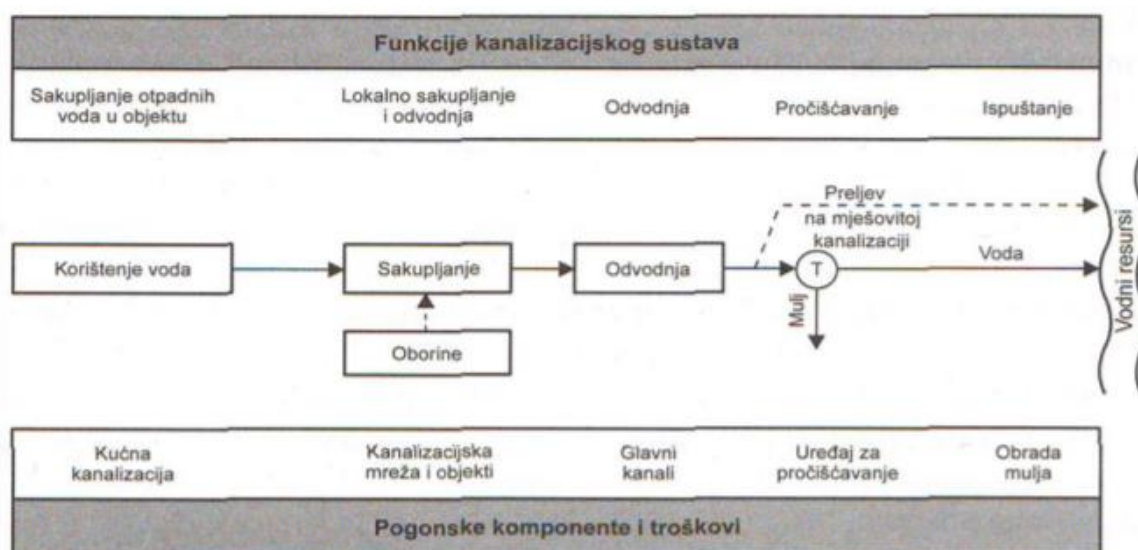 Funkcije kanalizacijskog sustava
Sakupljanje otpadnih
voda u objektu
Lokalno sakupljanje
i odvodnja
Odvodnja
Pročišćavanje
Ispuštanje
Preljev
na mješovitoj
kanalizaciji
Korištenje voda
Sakupljanje
Odvodnja
T
Voda
Mulj
Oborine
Vodni resursi
Kućna
kanalizacija
Kanalizacijska
mreža i objekti
Glavni
kanali
Uređaj za
pročišćavanje
Obrada
mulja
Pogonske komponente i troškovi